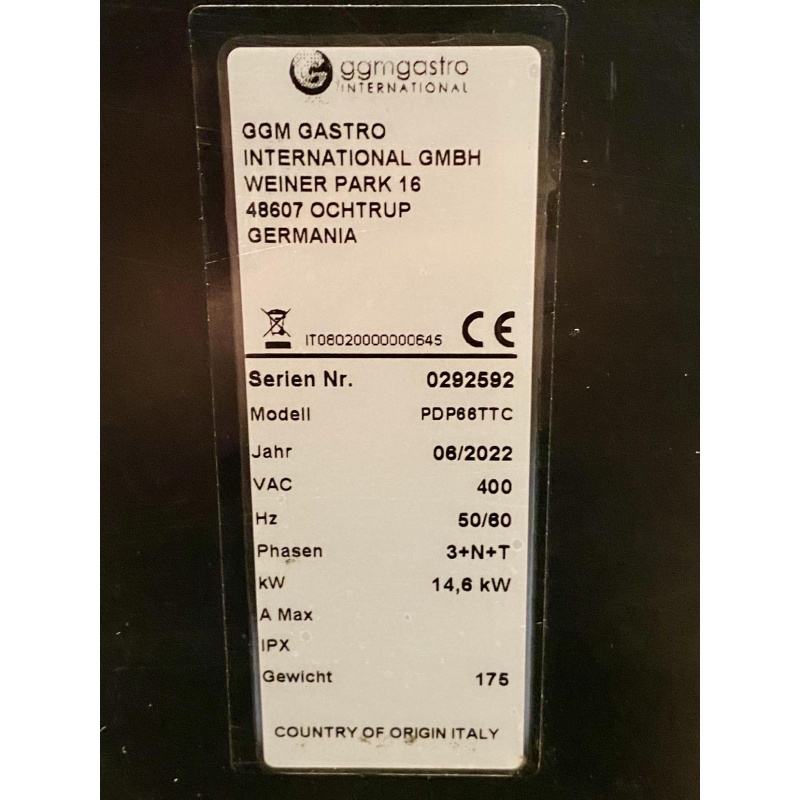 ggmgastro
INTERNATIONAL
GGM GASTRO
INTERNATIONAL GMBH
WEINER PARK 16
48607 OCHTRUP
GERMANIA
IT08020000000645
CE
Serien Nr. 0292592
Modell PDP66TTC
Jahr 06/2022
VAC 400
Hz 50/60
Phasen 3+N+T
kW 14,6 kW
A Max
IPX
Gewicht 175
COUNTRY OF ORIGIN ITALY